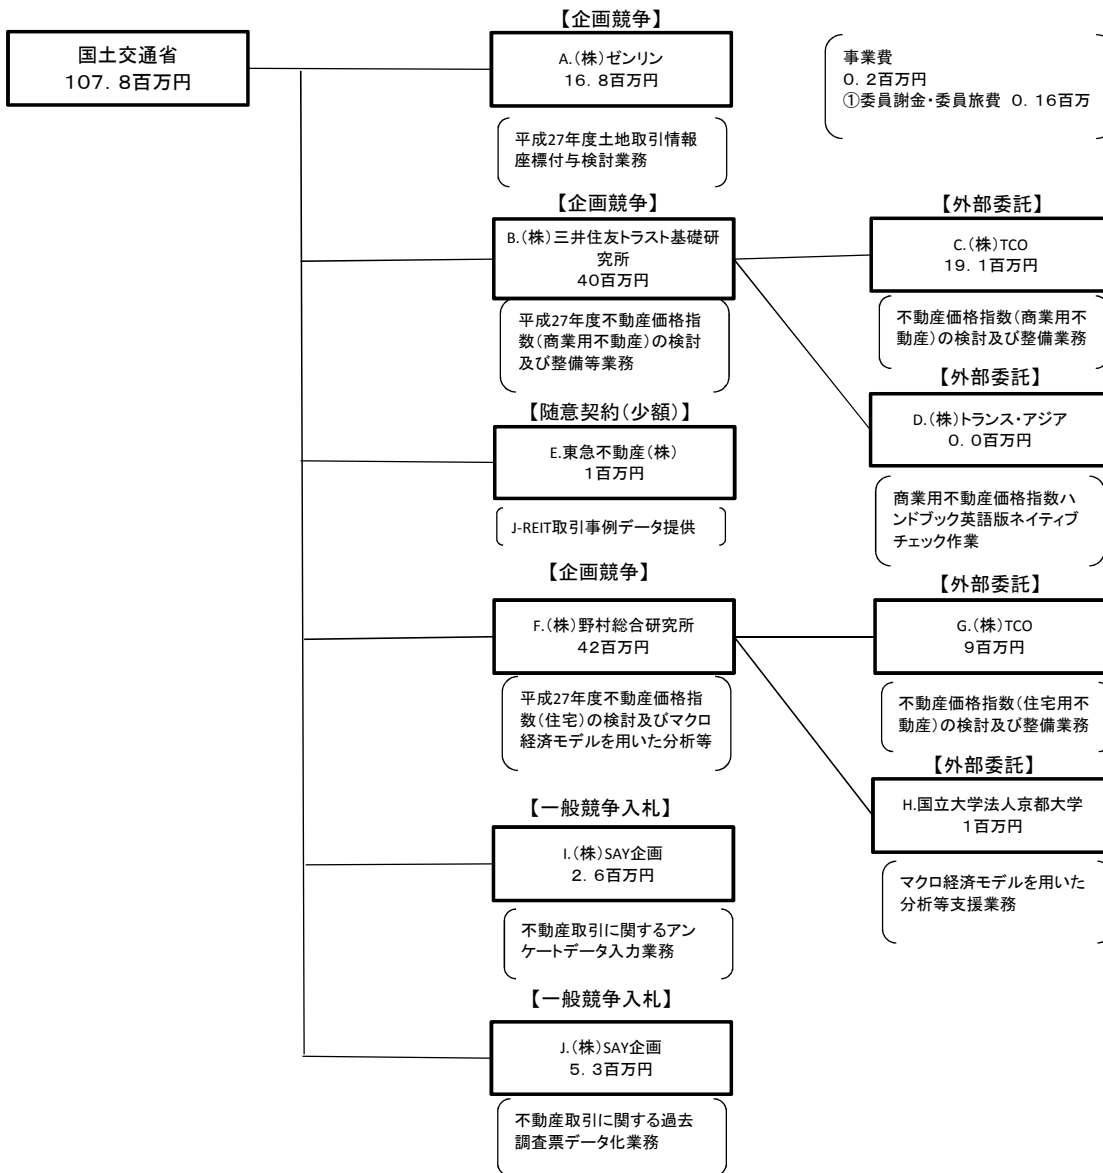 国土交通省
107.8百万円
【企画競争】
A.(株)ゼンリン
16.8百万円
平成27年度土地取引情報
座標付与検討業務
事業費
0.2百万円
①委員謝金・委員旅費 0.16百万
【企画競争】
B.(株)三井住友トラスト基礎研
究所
40百万円
平成27年度不動産価格指
数(商業用不動産)の検討
及び整備等業務
【外部委託】
C.(株)TCO
19.1百万円
不動産価格指数(商業用不
動産)の検討及び整備業務
【外部委託】
D.(株)トランス・アジア
0.0百万円
商業用不動産価格指数ハ
ンドブック英語版ネイティブ
チェック作業
【随意契約(少額)】
E.東急不動産(株)
1百万円
J-REIT取引事例データ提供
【企画競争】
F.(株)野村総合研究所
42百万円
平成27年度不動産価格指
数(住宅)の検討及びマクロ
経済モデルを用いた分析等
【外部委託】
G.(株)TCO
9百万円
不動産価格指数(住宅用不
動産)の検討及び整備業務
【外部委託】
H.国立大学法人京都大学
1百万円
マクロ経済モデルを用いた
分析等支援業務
【一般競争入札】
I.(株)SAY企画
2.6百万円
不動産取引に関するアン
ケートデータ入力業務
【一般競争入札】
J.(株)SAY企画
5.3百万円
不動産取引に関する過去
調査票データ化業務